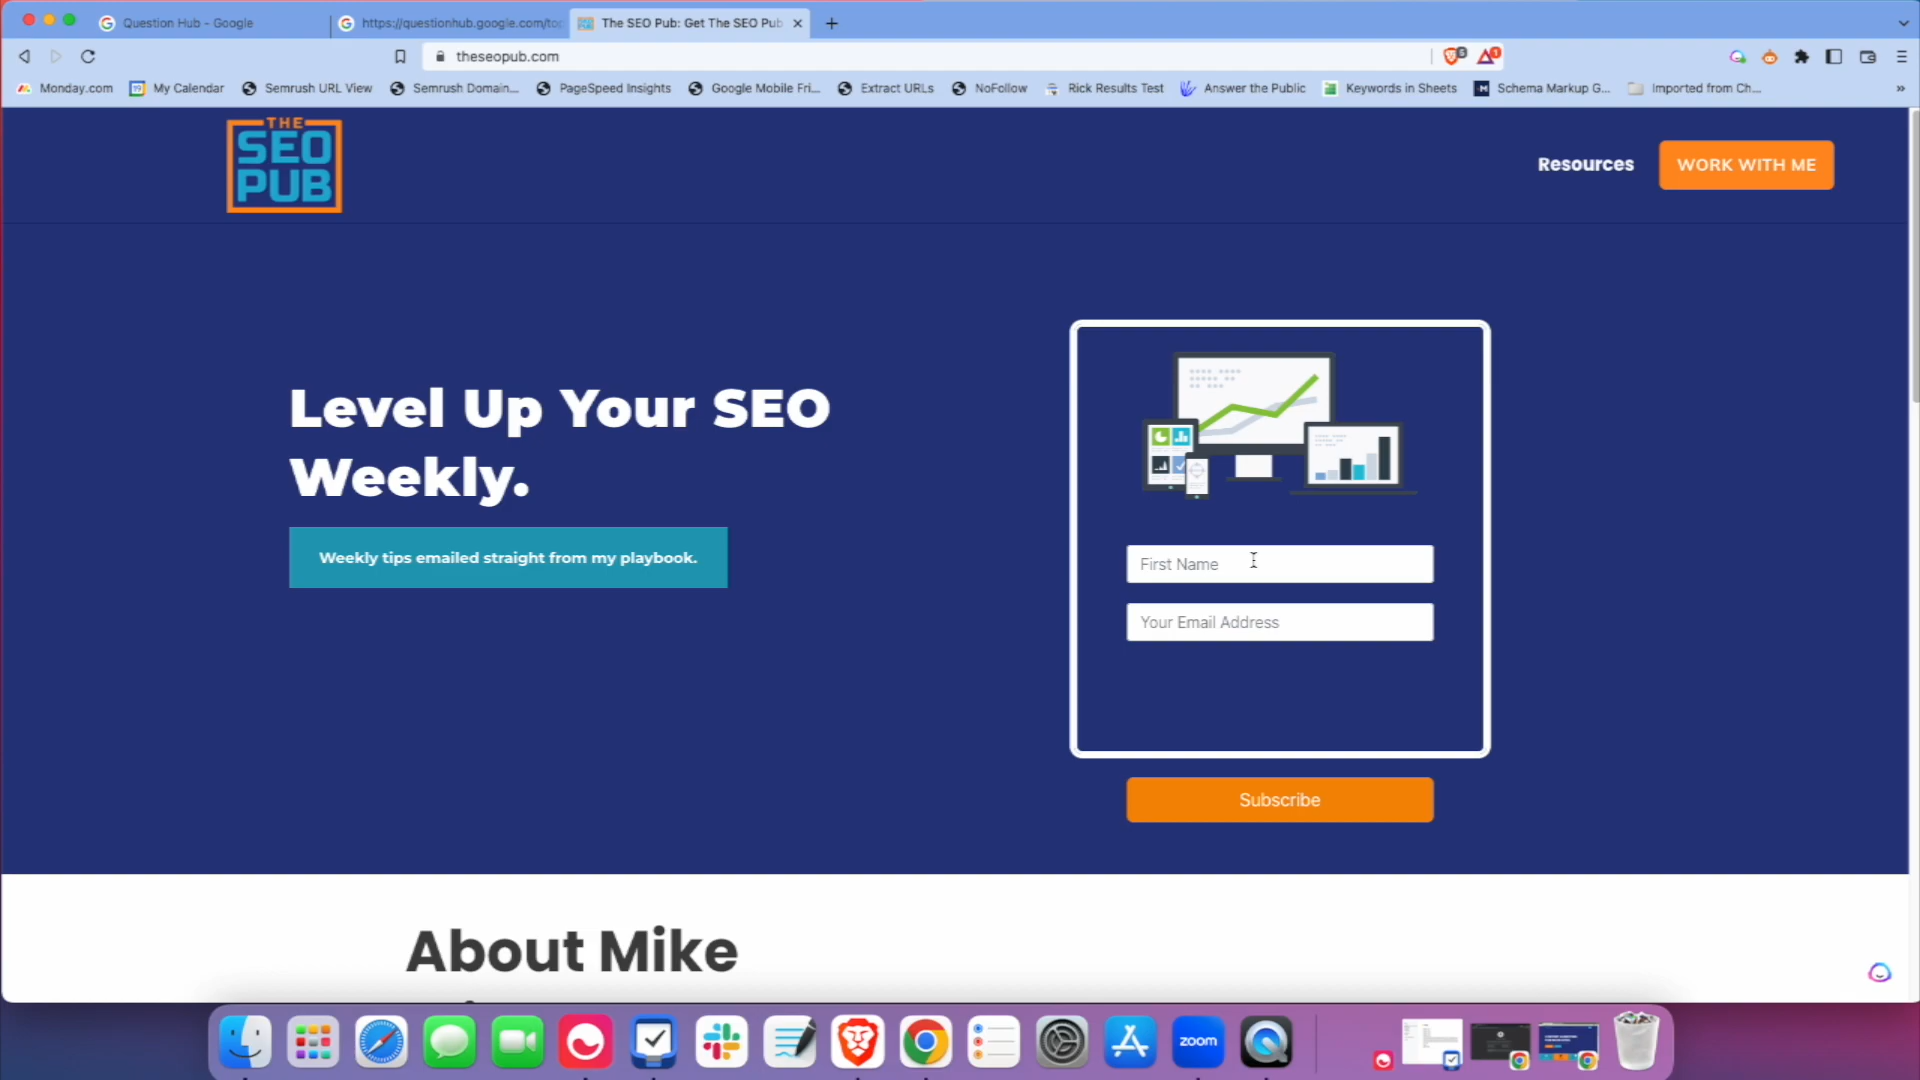 Question Hub - Google
https://questionhub.google.com/to
The SEO Pub: Get The SEO Pub
theseopub.com
Monday.com
My Calendar
Semrush URL View
Semrush Domain...
PageSpeed Insights
Google Mobile Fri...
Extract URLs
NoFollow
Rick Results Test
Answer the Public
Keywords in Sheets
Schema Markup G...
Imported from Ch...
THE
SEO
PUB
Resources
WORK WITH ME
Level Up Your SEO
Weekly.
Weekly tips emailed straight from my playbook.
First Name
Your Email Address
Subscribe
About Mike
zoom